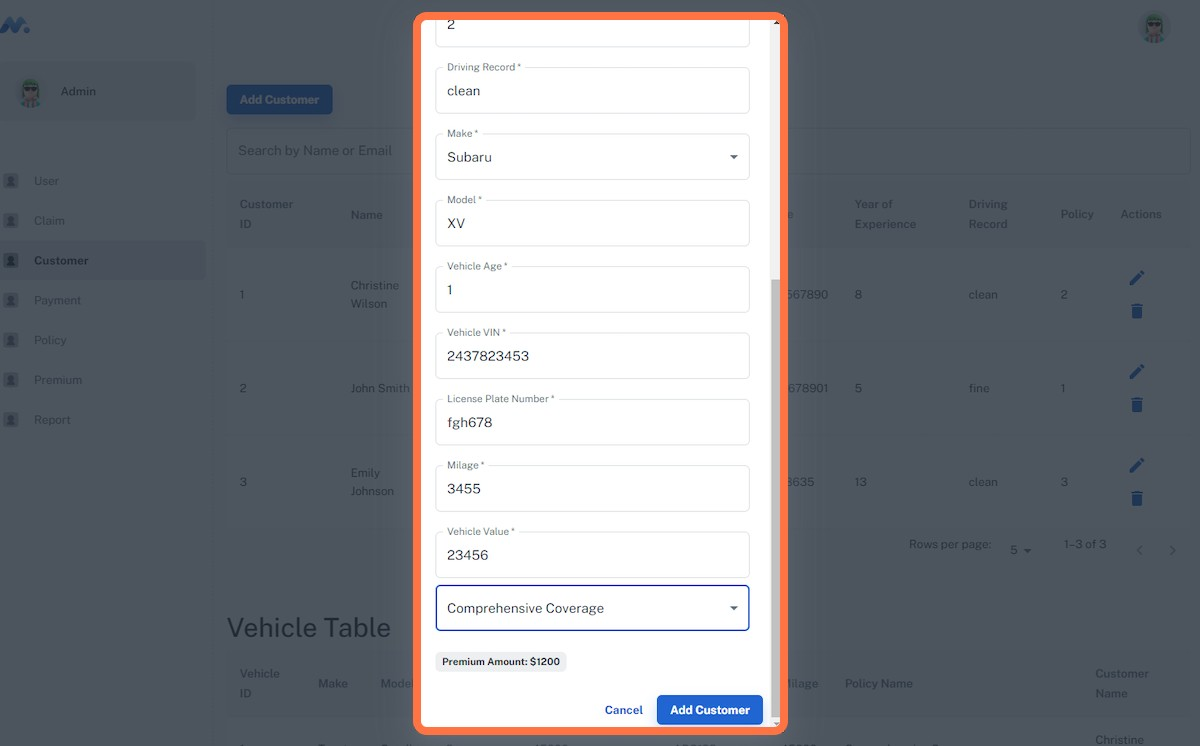 Admin
User
Claim
Customer
Payment
Policy
Premium
Report
Add Customer
Search by Name or Email
Customer ID
Name
Year of Experience
Driving Record
Policy
Actions
1
Christine Wilson
567890
8
clean
2
2
John Smith
678901
5
fine
1
3
Emily Johnson
3635
13
clean
3
Rows per page:
5
1–3 of 3
Vehicle Table
Vehicle ID
Make
Model
Milage
Policy Name
Customer Name
Christine
2
Driving Record *
clean
Make *
Subaru
Model *
XV
Vehicle Age *
1
Vehicle VIN *
2437823453
License Plate Number *
fgh678
Milage *
3455
Vehicle Value *
23456
Comprehensive Coverage
Premium Amount: $1200
Cancel
Add Customer